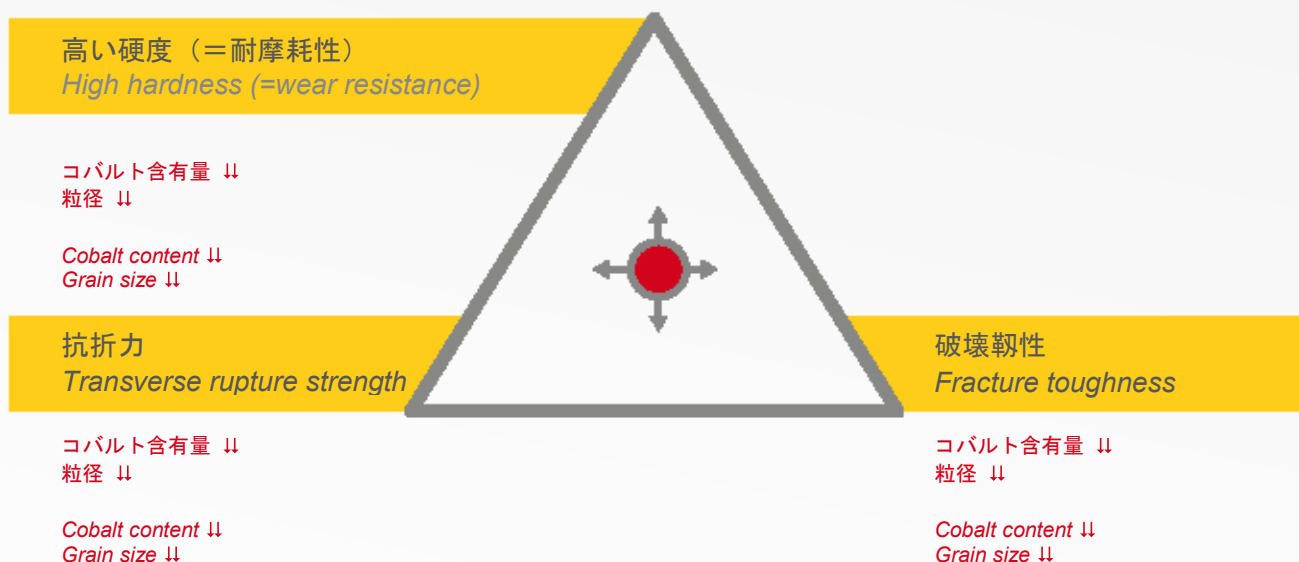 高い硬度（＝耐摩耗性）
High hardness (=wear resistance)
コバルト含有量 ⇊
粒径 ⇊
Cobalt content ⇊
Grain size ⇊
抗折力
Transverse rupture strength
コバルト含有量 ⇊
粒径 ⇊
Cobalt content ⇊
Grain size ⇊
破壊靱性
Fracture toughness
コバルト含有量 ⇊
粒径 ⇊
Cobalt content ⇊
Grain size ⇊